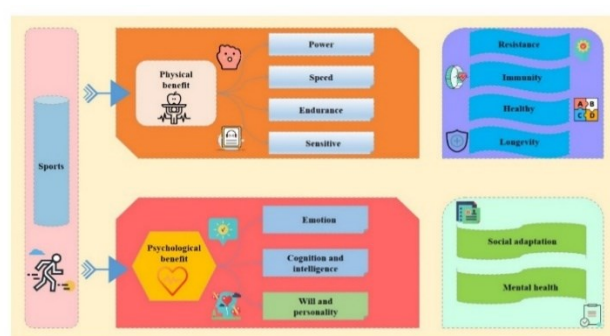 Sports
Physical
benefit
Power
Speed
Endurance
Sensitive
Resistance
Immunity
Healthy
Longevity
A B
C D
Psychological
benefit
Emotion
Cognition and
intelligence
Will and
personality
Social adaptation
Mental health